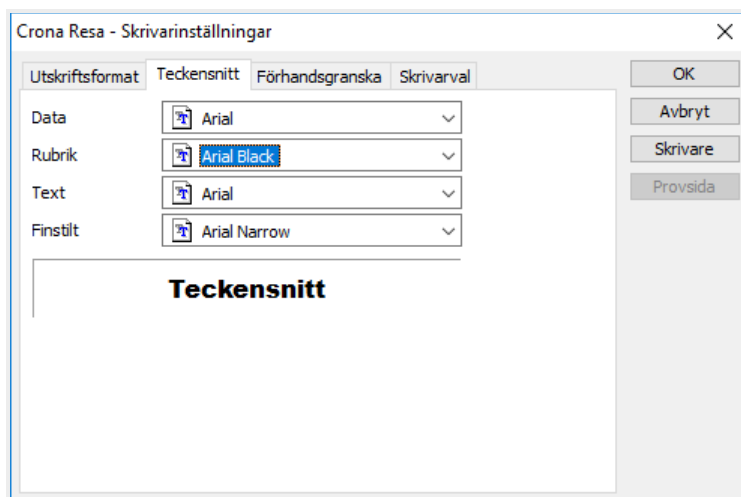 Crona Resa - Skrivarinställningar
Utskriftsformat Teckensnitt Förhandsgranska Skrivarval
OK
Data Arial
Avbryt
Rubrik Arial Black
Skrivare
Text Arial
Provsida
Finstilt Arial Narrow
Teckensnitt